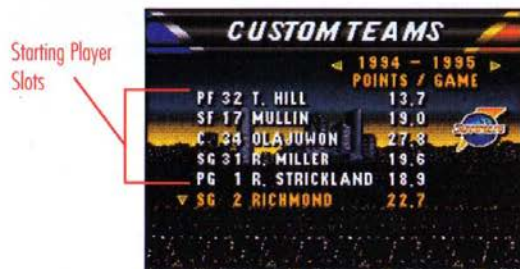 CUSTOM TEAMS
Starting Player
Slots
1994 - 1995
POINTS / GAME
PF 32 T. HILL 13.7
SF 17 MULLIN 19.0
C. 34 OLAJUWON 27.8
SG 31 R. MILLER 19.6
PG 1 R. STRICKLAND 18.9
SG 2 RICHMOND 22.7